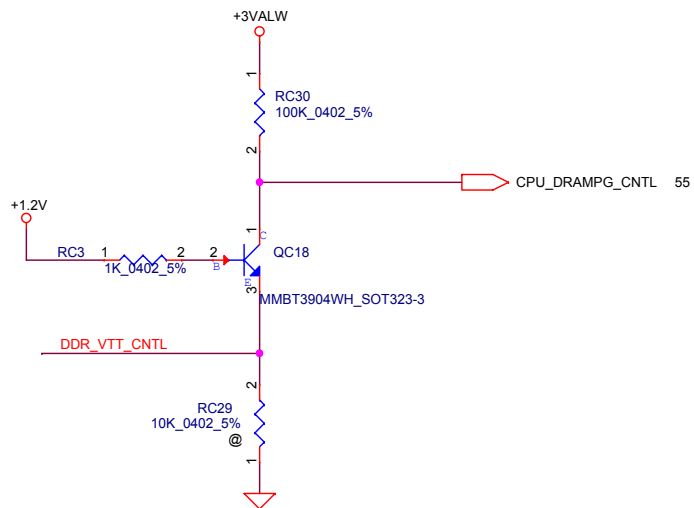 +3VALW
1
RC30
100K_0402_5%
2
CPU_DRAMPG_CNTL 55
+1.2V
1
C
RC3 1 2 2 QC18
1K_0402_5%
B
E
3
MMBT3904WH_SOT323-3
DDR_VTT_CNTL
2
RC29
10K_0402_5%
@
1